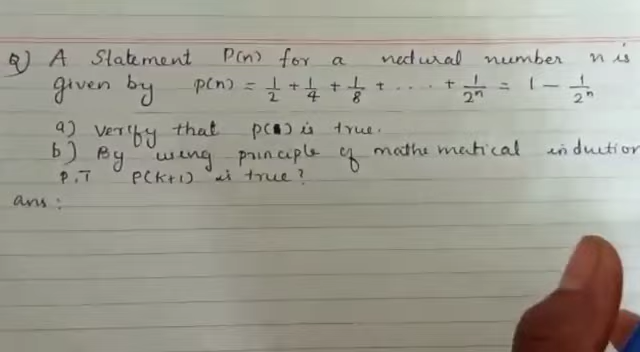 Q) A Statement P(n) for a natural number n is
given by P(n) = 1/2 + 1/4 + 1/8 + .... + 1/2ⁿ = 1 - 1/2ⁿ
a) Verify that P( ) is true.
b) By using principle of mathematical induction
P.T P(k+1) is true?
ans: